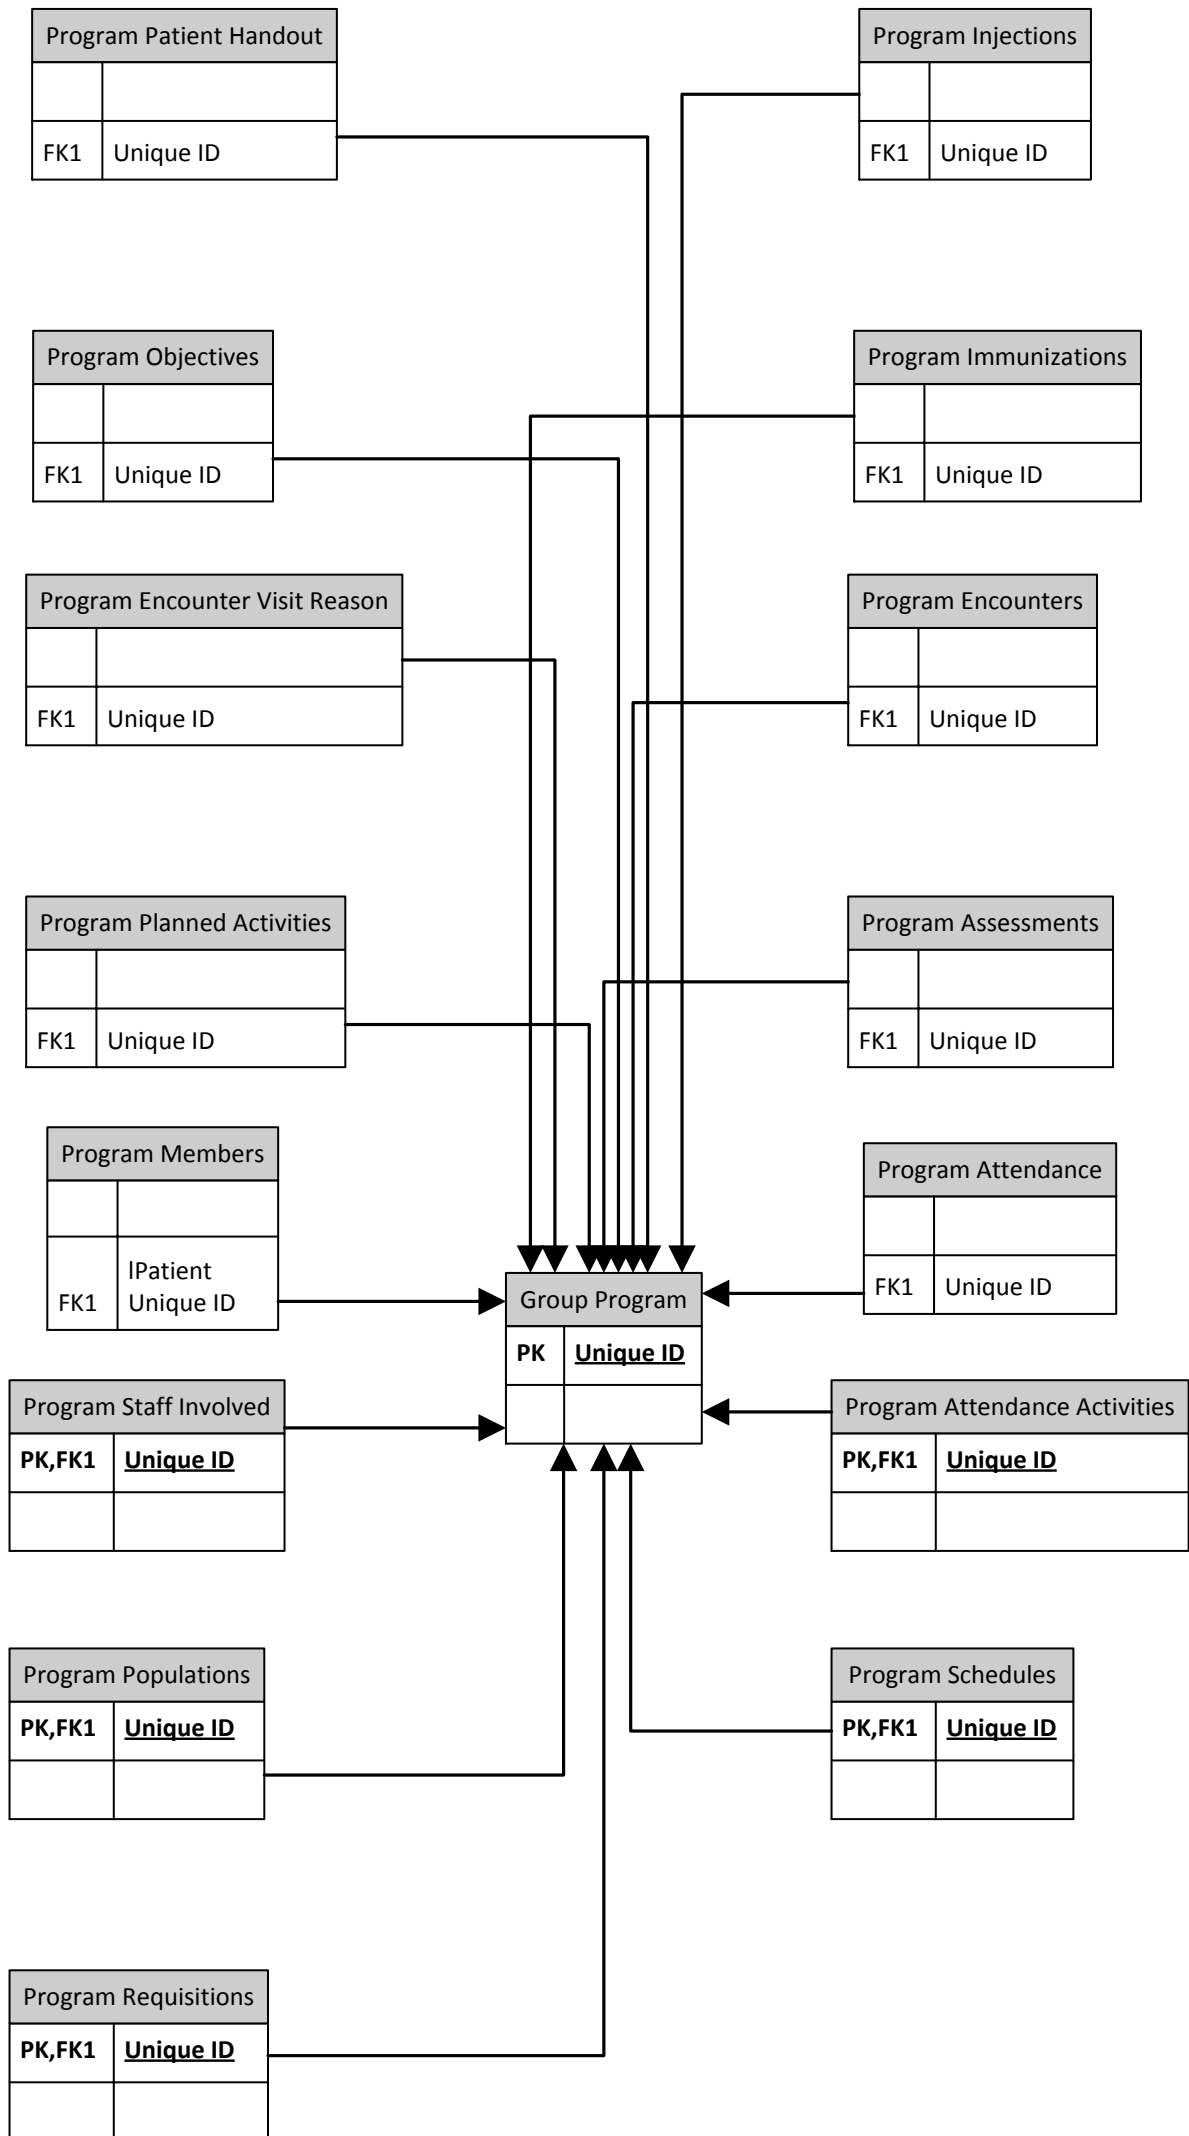 Program Patient Handout
FK1 Unique ID
Program Injections
FK1 Unique ID
Program Objectives
FK1 Unique ID
Program Immunizations
FK1 Unique ID
Program Encounter Visit Reason
FK1 Unique ID
Program Encounters
FK1 Unique ID
Program Planned Activities
FK1 Unique ID
Program Assessments
FK1 Unique ID
Program Members
lPatient
FK1 Unique ID
Program Attendance
FK1 Unique ID
Group Program
PK Unique ID
Program Staff Involved
PK,FK1 Unique ID
Program Attendance Activities
PK,FK1 Unique ID
Program Populations
PK,FK1 Unique ID
Program Schedules
PK,FK1 Unique ID
Program Requisitions
PK,FK1 Unique ID